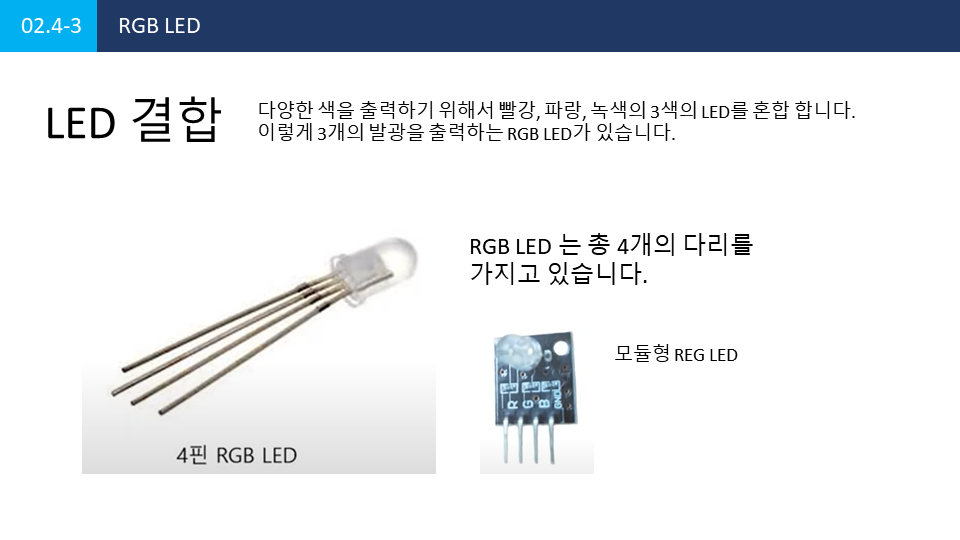 02.4-3 RGB LED
LED 결합
다양한 색을 출력하기 위해서 빨강, 파랑, 녹색의 3색의 LED를 혼합 합니다.
이렇게 3개의 발광을 출력하는 RGB LED가 있습니다.
RGB LED 는 총 4개의 다리를
가지고 있습니다.
모듈형 REG LED
R G B GND
4핀 RGB LED